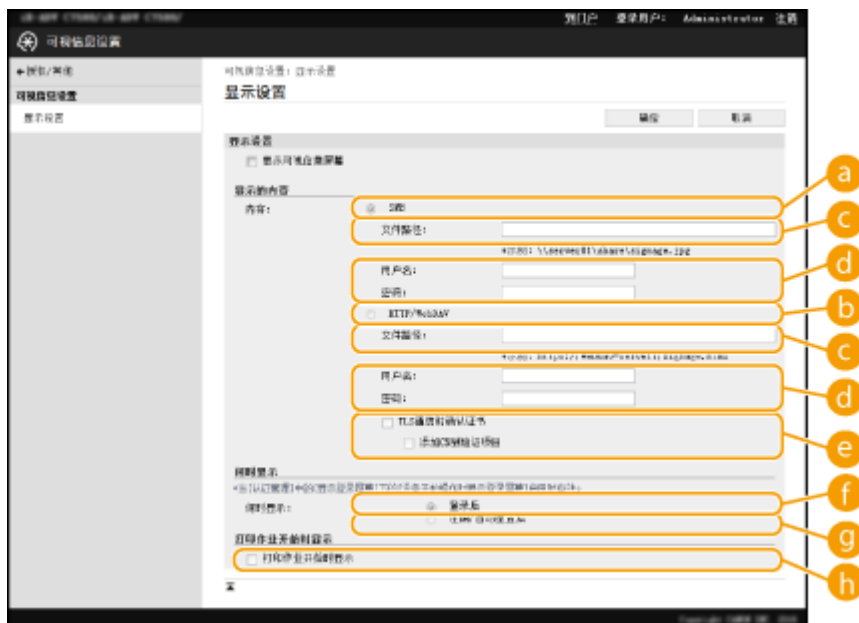 到门户 登录用户: Administrator 注销
可视信息设置
可视信息设置
显示设置
可视信息设置: 显示设置
显示设置
确定 取消
显示设置
显示可视信息屏幕
a
显示的内容
内容: SMB
c
文件路径:
\\server01\share\signage.jpg
d
用户名:
密码:
b
HTTP/WebDAV
c
文件路径:
d
用户名:
密码:
e
TLS通信时确认证书
添加CN到验证项目
何时显示
f
何时显示: 登录后
g
打印作业开始时显示
h
打印作业开始时显示